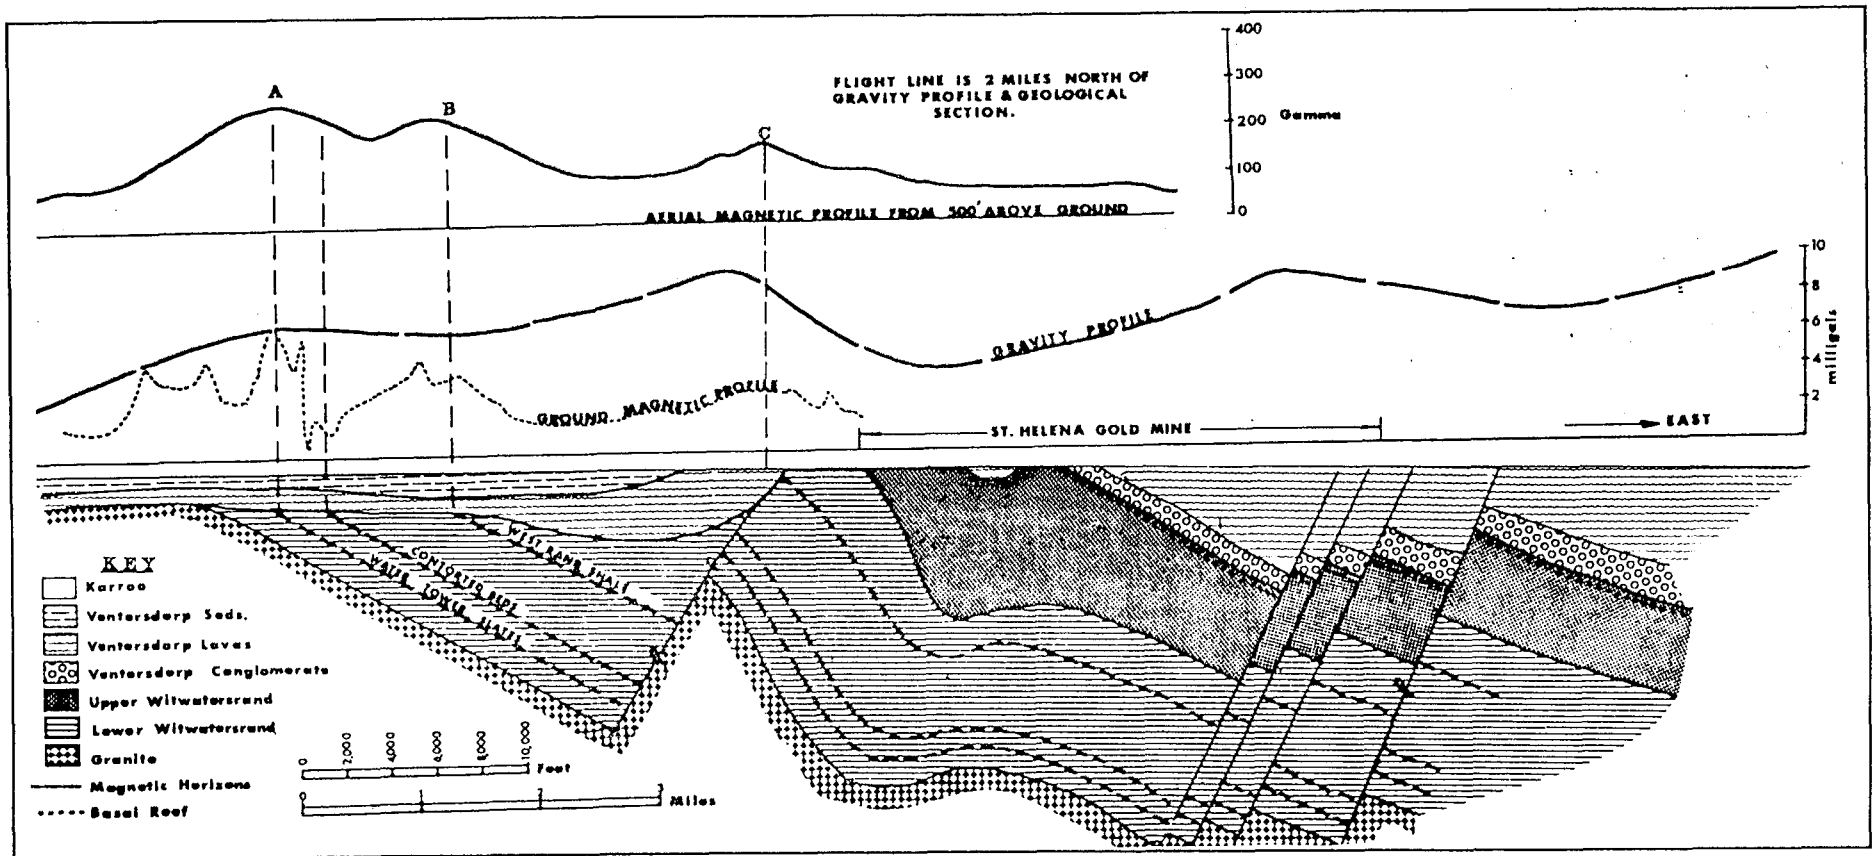 A
B
C
FLIGHT LINE IS 2 MILES NORTH OF
GRAVITY PROFILE & GEOLOGICAL
SECTION.
400
300
200 Gamma
100
0
AERIAL MAGNETIC PROFILE FROM 500' ABOVE GROUND
10
8
6
4
2
milligals
GRAVITY PROFILE
GROUND MAGNETIC PROFILE
ST. HELENA GOLD MINE
EAST
WEST RAND SHALE
CONTORTED BEDS
WATER TOWER SLATES
KEY
Karroo
Ventersdorp Seds.
Ventersdorp Lavas
Ventersdorp Conglomerate
Upper Witwatersrand
Lower Witwatersrand
Granite
Magnetic Horizons
Basal Reef
0 2,000 4,000 6,000 8,000 10,000
Feet
0 1 2 3
Miles